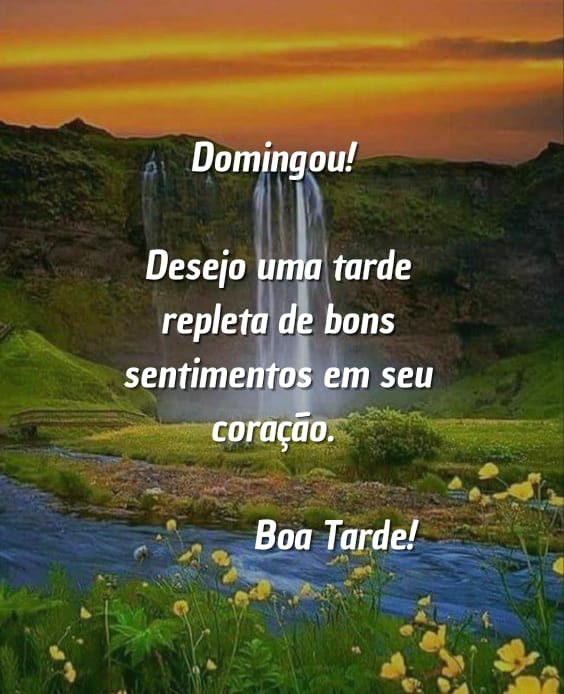 Domingou!
Desejo uma tarde
repleta de bons
sentimentos em seu
coração.
Boa Tarde!